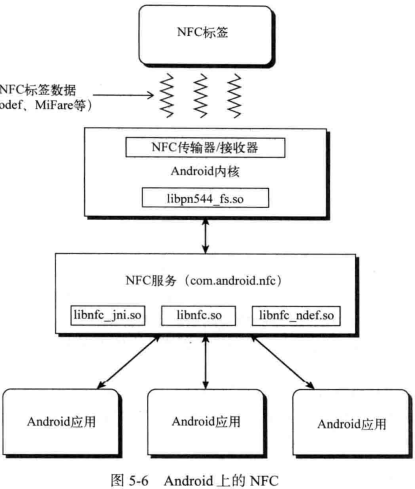 NFC标签
NFC标签数据
odef、MiFare等）
NFC传输器/接收器
Android内核
libpn544_fs.so
NFC服务（com.android.nfc）
libnfc_jni.so
libnfc.so
libnfc_ndef.so
Android应用
Android应用
Android应用
图 5-6 Android 上的 NFC